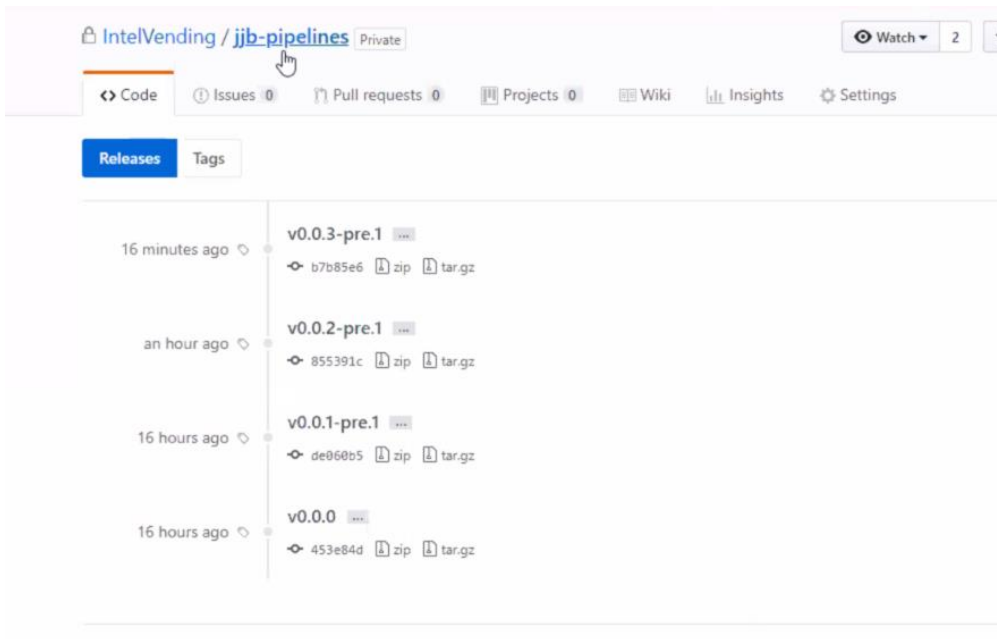 IntelVending / jjb-pipelines Private Watch 2
Code Issues 0 Pull requests 0 Projects 0 Wiki Insights Settings
Releases Tags
v0.0.3-pre.1 ...
16 minutes ago
b7b85e6 zip tar.gz
v0.0.2-pre.1 ...
an hour ago
855391c zip tar.gz
v0.0.1-pre.1 ...
16 hours ago
de060b5 zip tar.gz
v0.0.0 ...
16 hours ago
453e84d zip tar.gz